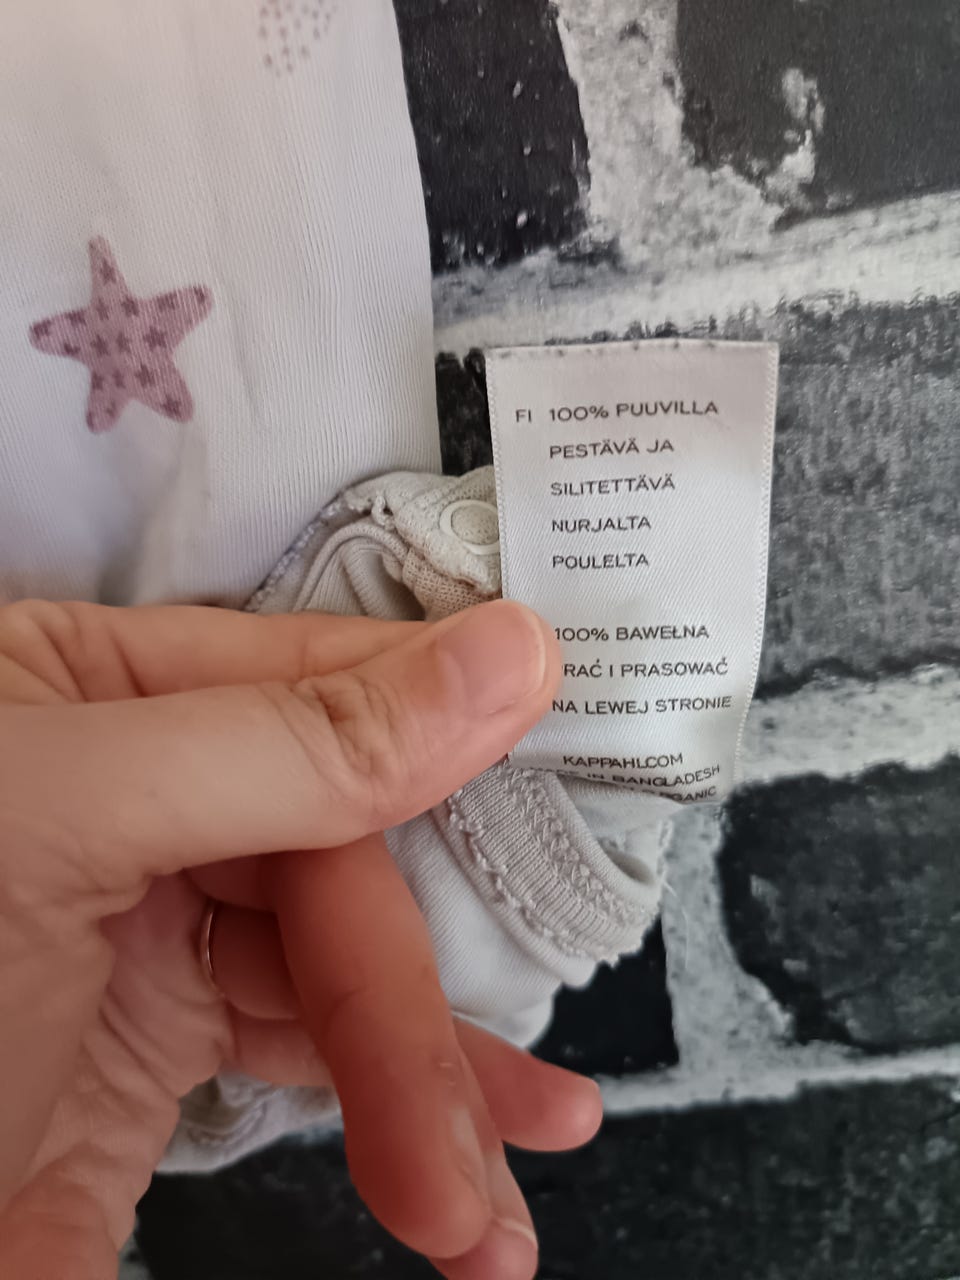 FI 100% PUUVILLA
PESTÄVÄ JA
SILITETTÄVÄ
NURJALTA
POULELTA
100% BAWEŁNA
RAĆ I PRASOWAĆ
NA LEWEJ STRONIE
KAPPAHL.COM
IN BANGLADESH